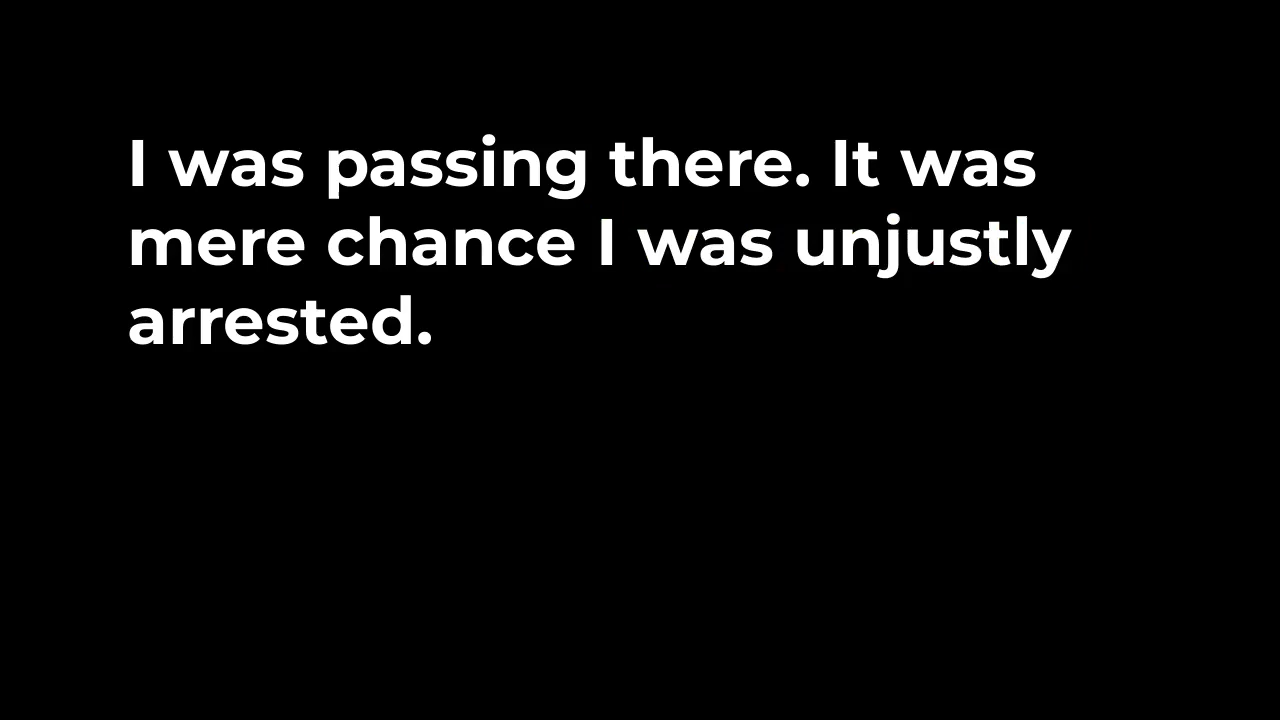 I was passing there. It was
mere chance I was unjustly
arrested.